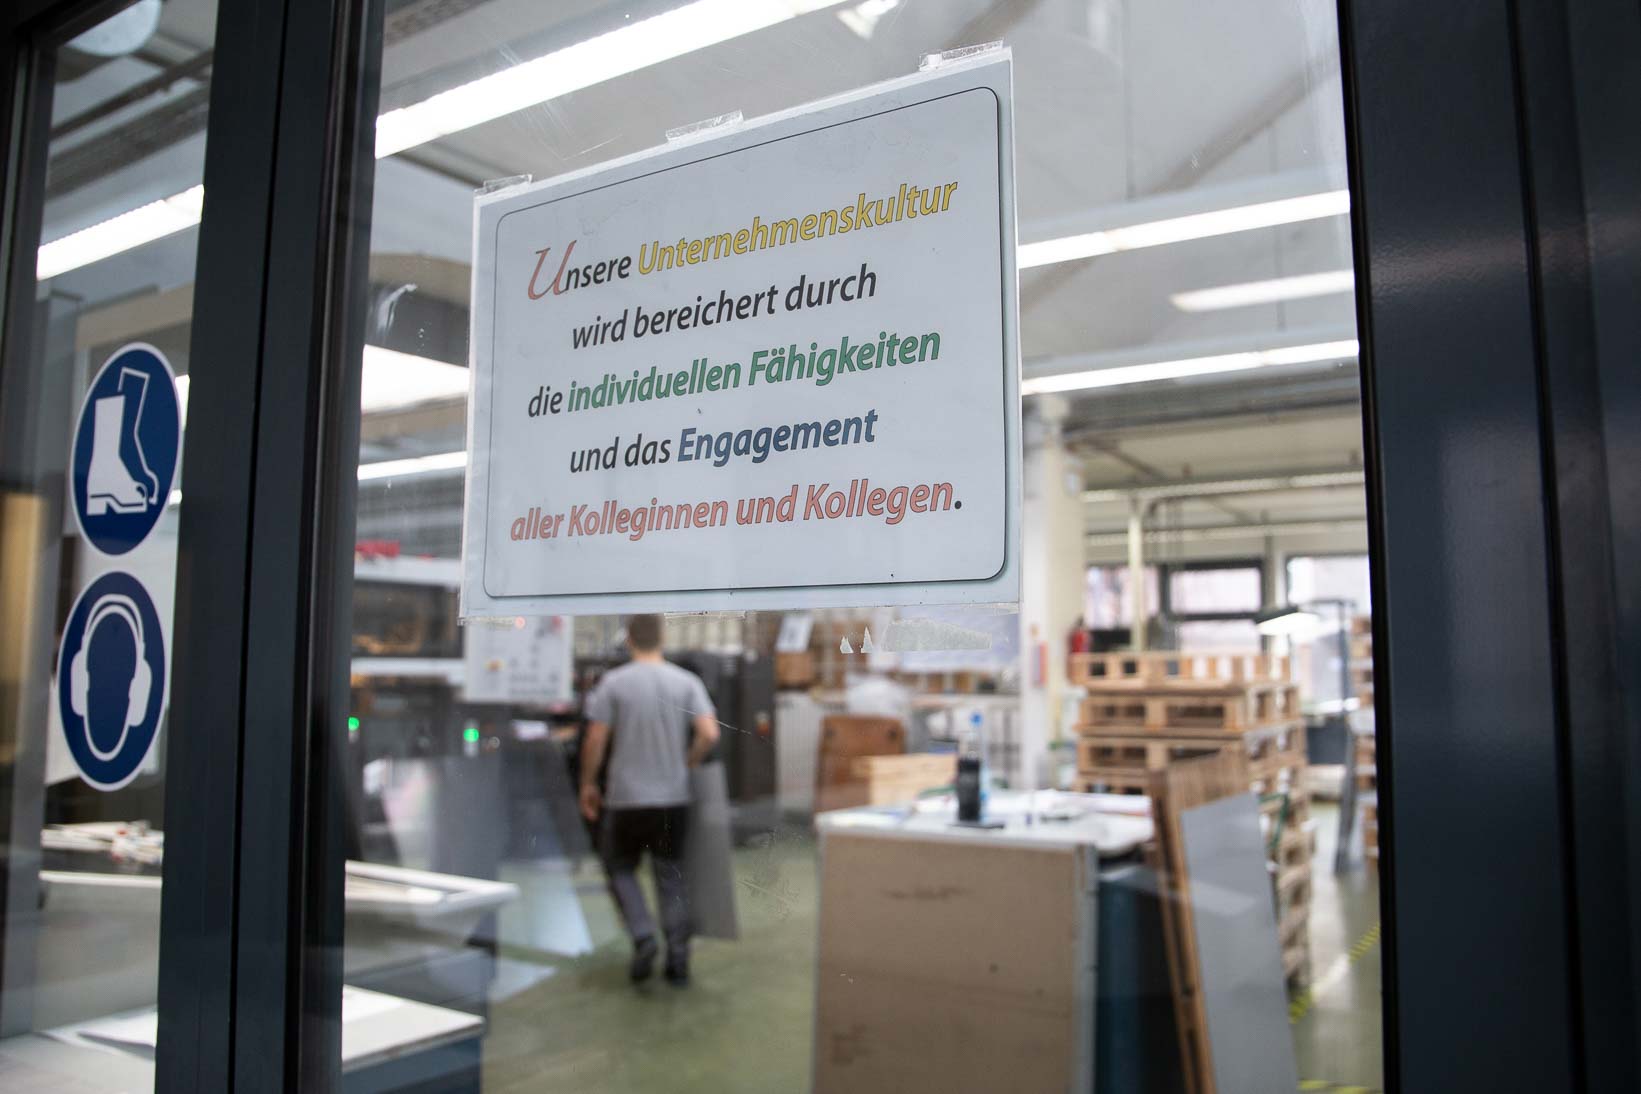 Unsere Unternehmenskultur
wird bereichert durch
die individuellen Fähigkeiten
und das Engagement
aller Kolleginnen und Kollegen.